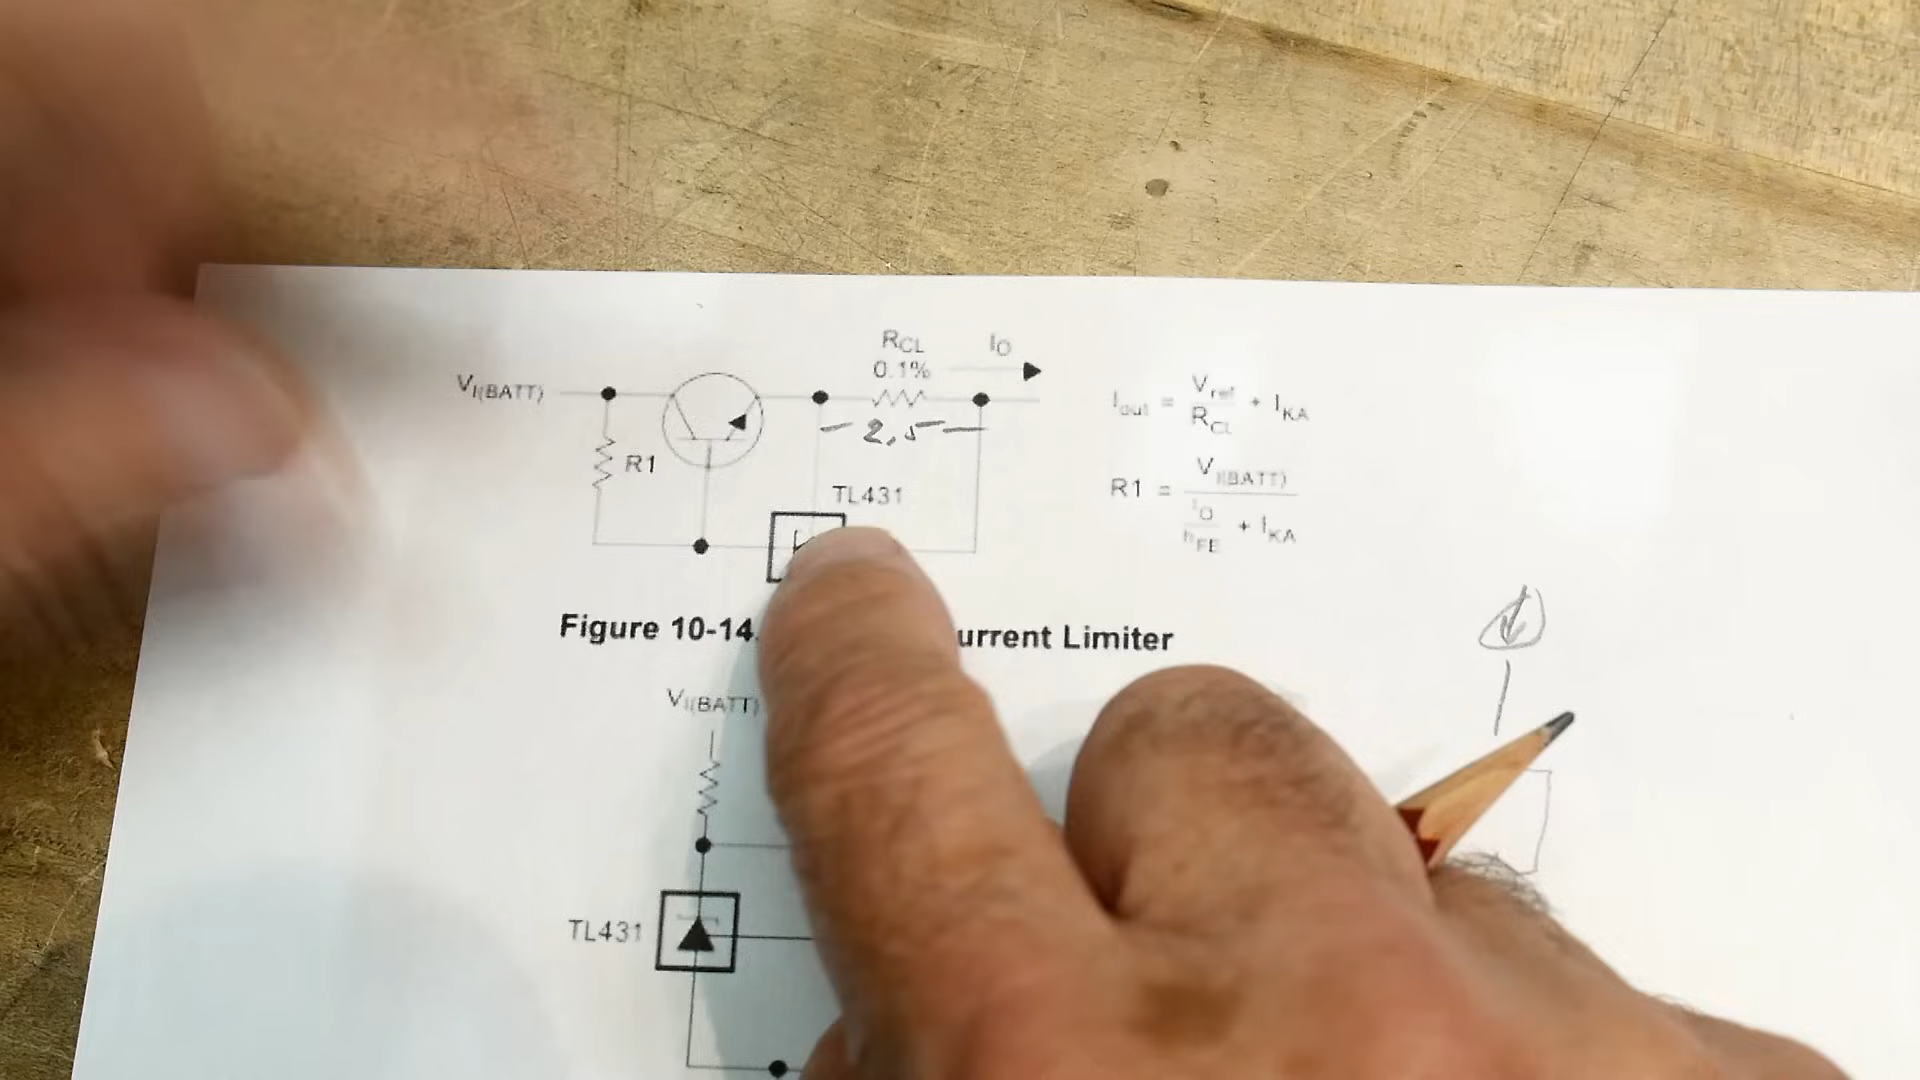 RCL IO
0.1%
VI(BATT)
Iout = Vref / RCL + IKA
2,5
R1
R1 = VI(BATT) / IO / hFE + IKA
TL431
Figure 10-14. urrent Limiter
VI(BATT)
TL431